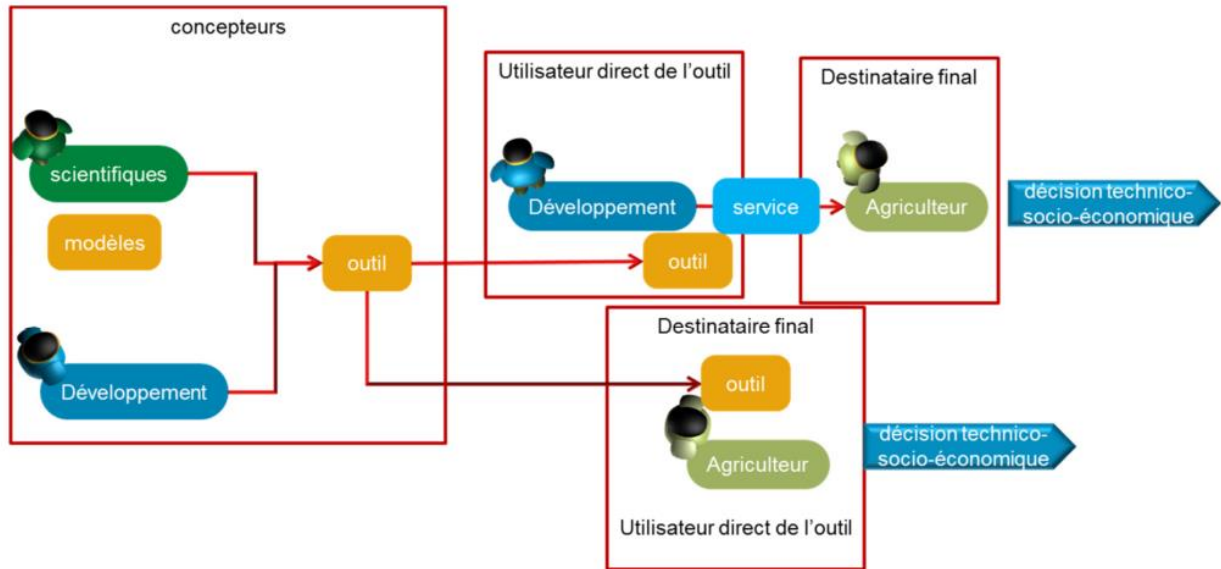 concepteurs
scientifiques
modèles
outil
Développement
Utilisateur direct de l'outil
Développement
service
outil
Destinataire final
Agriculteur
décision technico-
socio-économique
Destinataire final
outil
Agriculteur
Utilisateur direct de l'outil
décision technico-
socio-économique